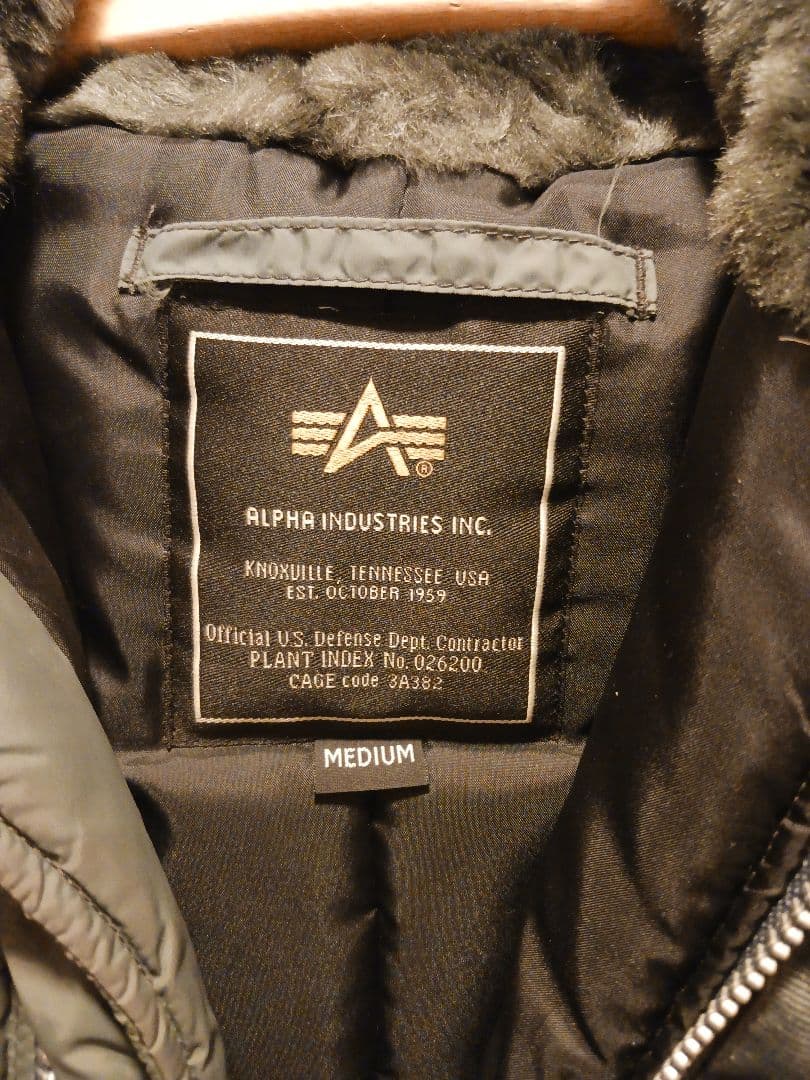 ®
ALPHA INDUSTRIES INC.
KNOXVILLE, TENNESSEE USA
EST. OCTOBER 1959
Official U.S. Defense Dept. Contractor
PLANT INDEX No. 026200
CAGE code 3A382
MEDIUM